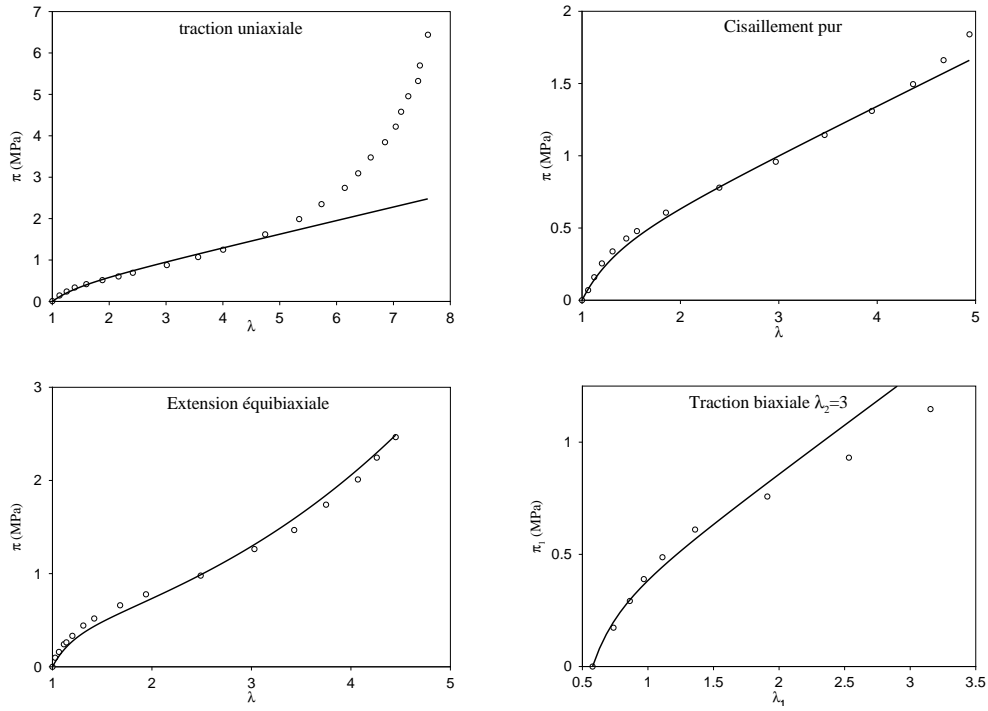 traction uniaxiale
7
6
5
4
3
2
1
0
π (MPa)
1 2 3 4 5 6 7 8
λ
Cisaillement pur
2
1.5
1
0.5
0
π (MPa)
1 2 3 4 5
λ
Extension équibiaxiale
3
2
1
0
π (MPa)
1 2 3 4 5
λ
Traction biaxiale λ₂=3
1
0.5
0
π₁ (MPa)
0.5 1 1.5 2 2.5 3 3.5
λ₁